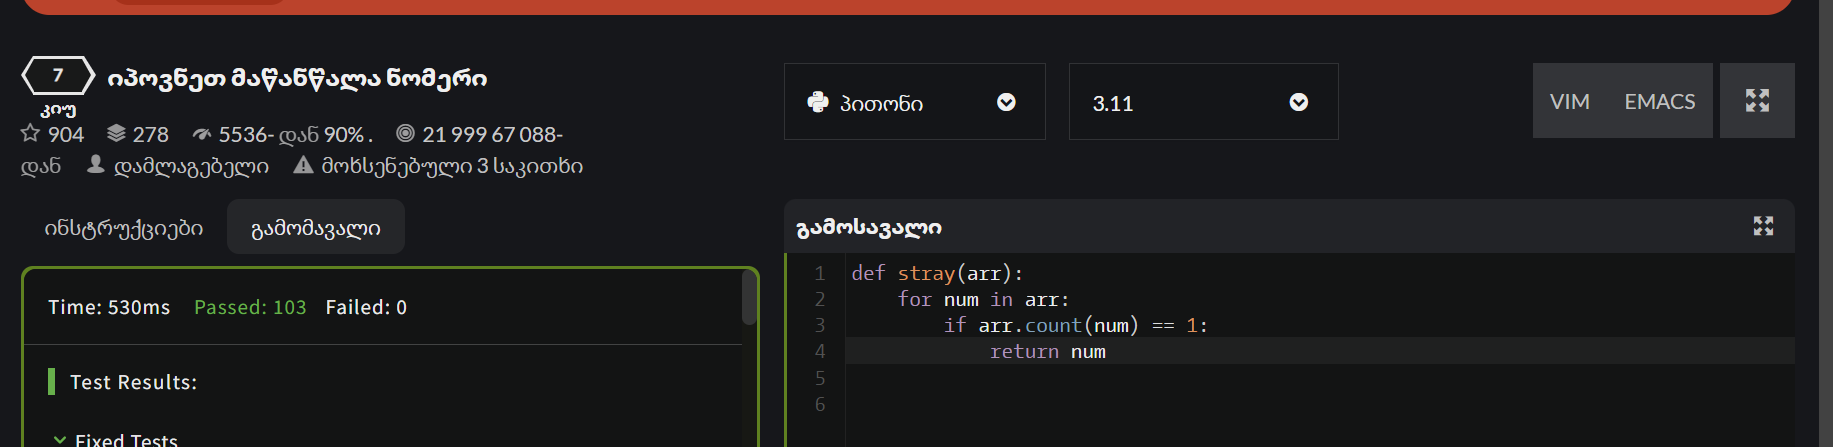 7
კიუ
იპოვნეთ მაწანწალა ნომერი
904 278 5536- დან 90% . 21 999 67 088-
დან დამლაგებელი მოხსენებული 3 საკითხი
ინსტრუქციები გამომავალი
Time: 530ms Passed: 103 Failed: 0
Test Results:
Fixed Tests
პითონი 3.11 VIM EMACS
გამოსავალი
1 def stray(arr):
2 for num in arr:
3 if arr.count(num) == 1:
4 return num
5
6